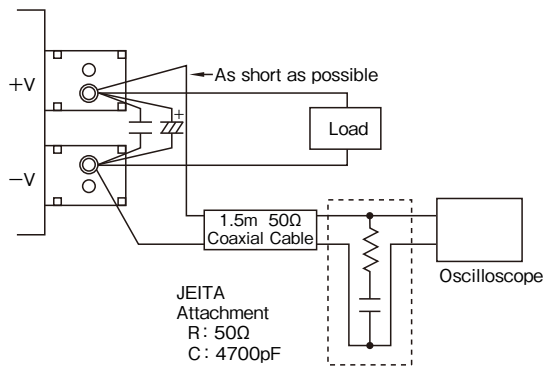 +V
As short as possible
+
Load
−V
1.5m 50Ω
Coaxial Cable
Oscilloscope
JEITA
Attachment
R : 50Ω
C : 4700pF